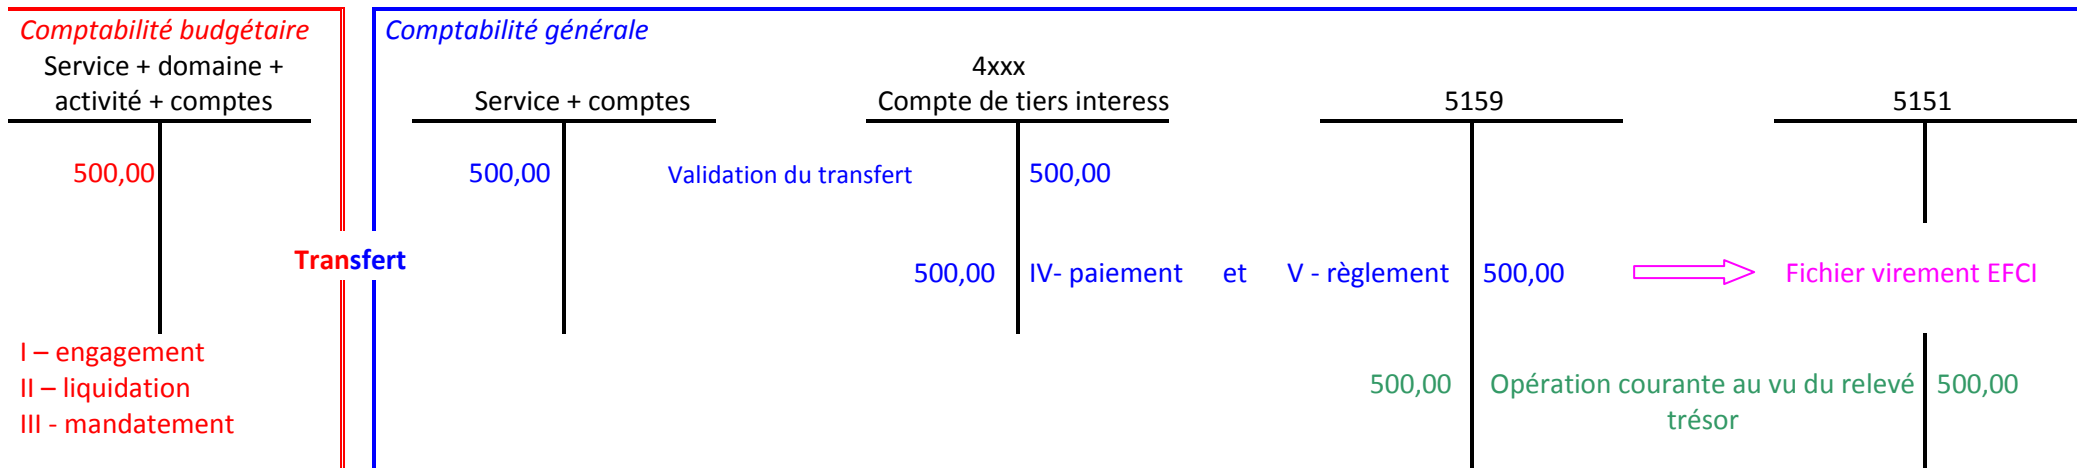 Comptabilité budgétaire
Comptabilité générale
Service + domaine +
activité + comptes
Service + comptes
4xxx
Compte de tiers interess
5159
5151
500,00
500,00
Validation du transfert
500,00
Transfert
500,00
IV- paiement et V - règlement
500,00
Fichier virement EFCI
I – engagement
II – liquidation
III - mandatement
500,00
Opération courante au vu du relevé
trésor
500,00